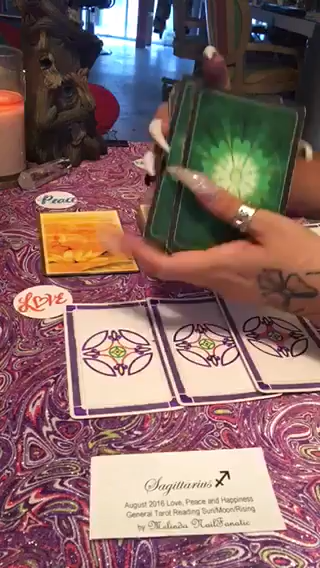 Peace
LOVE
Sagittarius ♐
August 2016 Love, Peace and Happiness
General Tarot Reading Sun/Moon/Rising
by Melinda NailFanatic